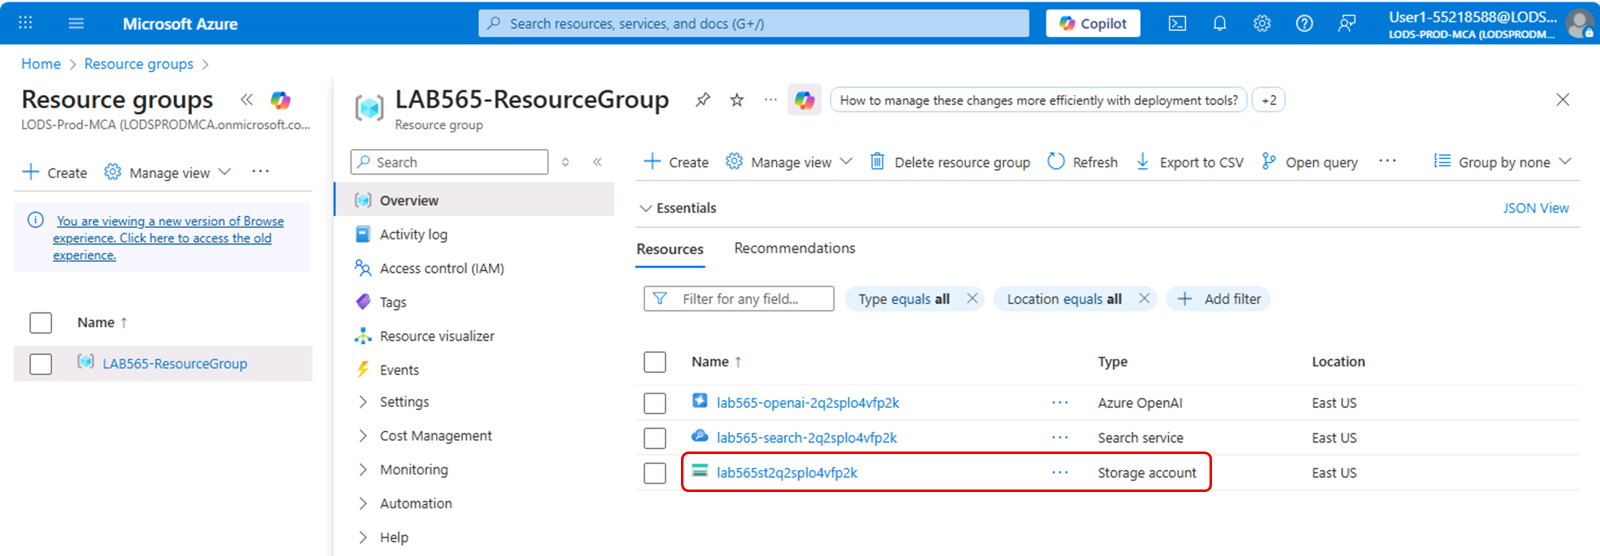 Microsoft Azure
Search resources, services, and docs (G+/)
Copilot
User1-55218588@LODS...
LODS-PROD-MCA (LODSPRODM...
Home > Resource groups >
Resource groups
LODS-Prod-MCA (LODSPRODMCA.onmicrosoft.co...
Create
Manage view
You are viewing a new version of Browse
experience. Click here to access the old
experience.
Name ↑
LAB565-ResourceGroup
LAB565-ResourceGroup
Resource group
How to manage these changes more efficiently with deployment tools?
+2
Search
Overview
Activity log
Access control (IAM)
Tags
Resource visualizer
Events
Settings
Cost Management
Monitoring
Automation
Help
Create
Manage view
Delete resource group
Refresh
Export to CSV
Open query
Group by none
Essentials
JSON View
Resources
Recommendations
Filter for any field...
Type equals all
Location equals all
Add filter
Name ↑ Type Location
lab565-openai-2q2splo4vfp2k Azure OpenAI East US
lab565-search-2q2splo4vfp2k Search service East US
lab565st2q2splo4vfp2k Storage account East US